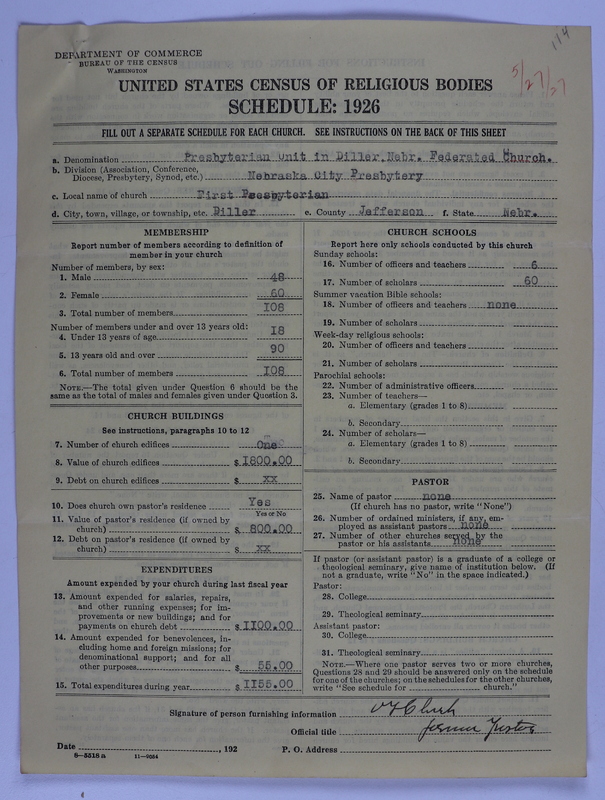 114
5/27/27
DEPARTMENT OF COMMERCE
BUREAU OF THE CENSUS
WASHINGTON
UNITED STATES CENSUS OF RELIGIOUS BODIES
SCHEDULE: 1926
FILL OUT A SEPARATE SCHEDULE FOR EACH CHURCH. SEE INSTRUCTIONS ON THE BACK OF THIS SHEET
a. Denomination Presbyterian Unit in Diller, Nebr. Federated Church.
b. Division (Association, Conference, Diocese, Presbytery, Synod, etc.) Nebraska City Presbytery
c. Local name of church First Presbyterian
d. City, town, village, or township, etc. Diller e. County Jefferson f. State Nebr.
MEMBERSHIP
Report number of members according to definition of
member in your church
Number of members, by sex:
1. Male 48
2. Female 60
3. Total number of members 108
Number of members under and over 13 years old:
4. Under 13 years of age 18
5. 13 years old and over 90
6. Total number of members 108
NOTE.—The total given under Question 6 should be the
same as the total of males and females given under Question 3.
CHURCH BUILDINGS
See instructions, paragraphs 10 to 12
7. Number of church edifices One
8. Value of church edifices $ 1800.00
9. Debt on church edifices $ xx
10. Does church own pastor's residence Yes
Yes or No
11. Value of pastor's residence (if owned by
church) $ 800.00
12. Debt on pastor's residence (if owned by
church) $ xx
EXPENDITURES
Amount expended by your church during last fiscal year
13. Amount expended for salaries, repairs,
and other running expenses; for im-
provements or new buildings; and for
payments on church debt $ 1100.00
14. Amount expended for benevolences, in-
cluding home and foreign missions; for
denominational support; and for all
other purposes $ 55.00
15. Total expenditures during year $ 1155.00
CHURCH SCHOOLS
Report here only schools conducted by this church
Sunday schools:
16. Number of officers and teachers 6
17. Number of scholars 60
Summer vacation Bible schools:
18. Number of officers and teachers none
19. Number of scholars
Week-day religious schools:
20. Number of officers and teachers
21. Number of scholars
Parochial schools:
22. Number of administrative officers
23. Number of teachers—
a. Elementary (grades 1 to 8)
b. Secondary
24. Number of scholars—
a. Elementary (grades 1 to 8)
b. Secondary
PASTOR
25. Name of pastor none
(If church has no pastor, write "None")
26. Number of ordained ministers, if any, em-
ployed as assistant pastors none
27. Number of other churches served by the
pastor or his assistants none
If pastor (or assistant pastor) is a graduate of a college or
theological seminary, give name of institution below. (If
not a graduate, write "No" in the space indicated.)
Pastor:
28. College
29. Theological seminary
Assistant pastor:
30. College
31. Theological seminary
NOTE.—Where one pastor serves two or more churches,
Questions 28 and 29 should be answered only on the schedule
for one of the churches; on the schedules for the other churches,
write "See schedule for church."
Signature of person furnishing information
Official title former Pastor
Date , 192 P. O. Address
8—5518 a 11—9054